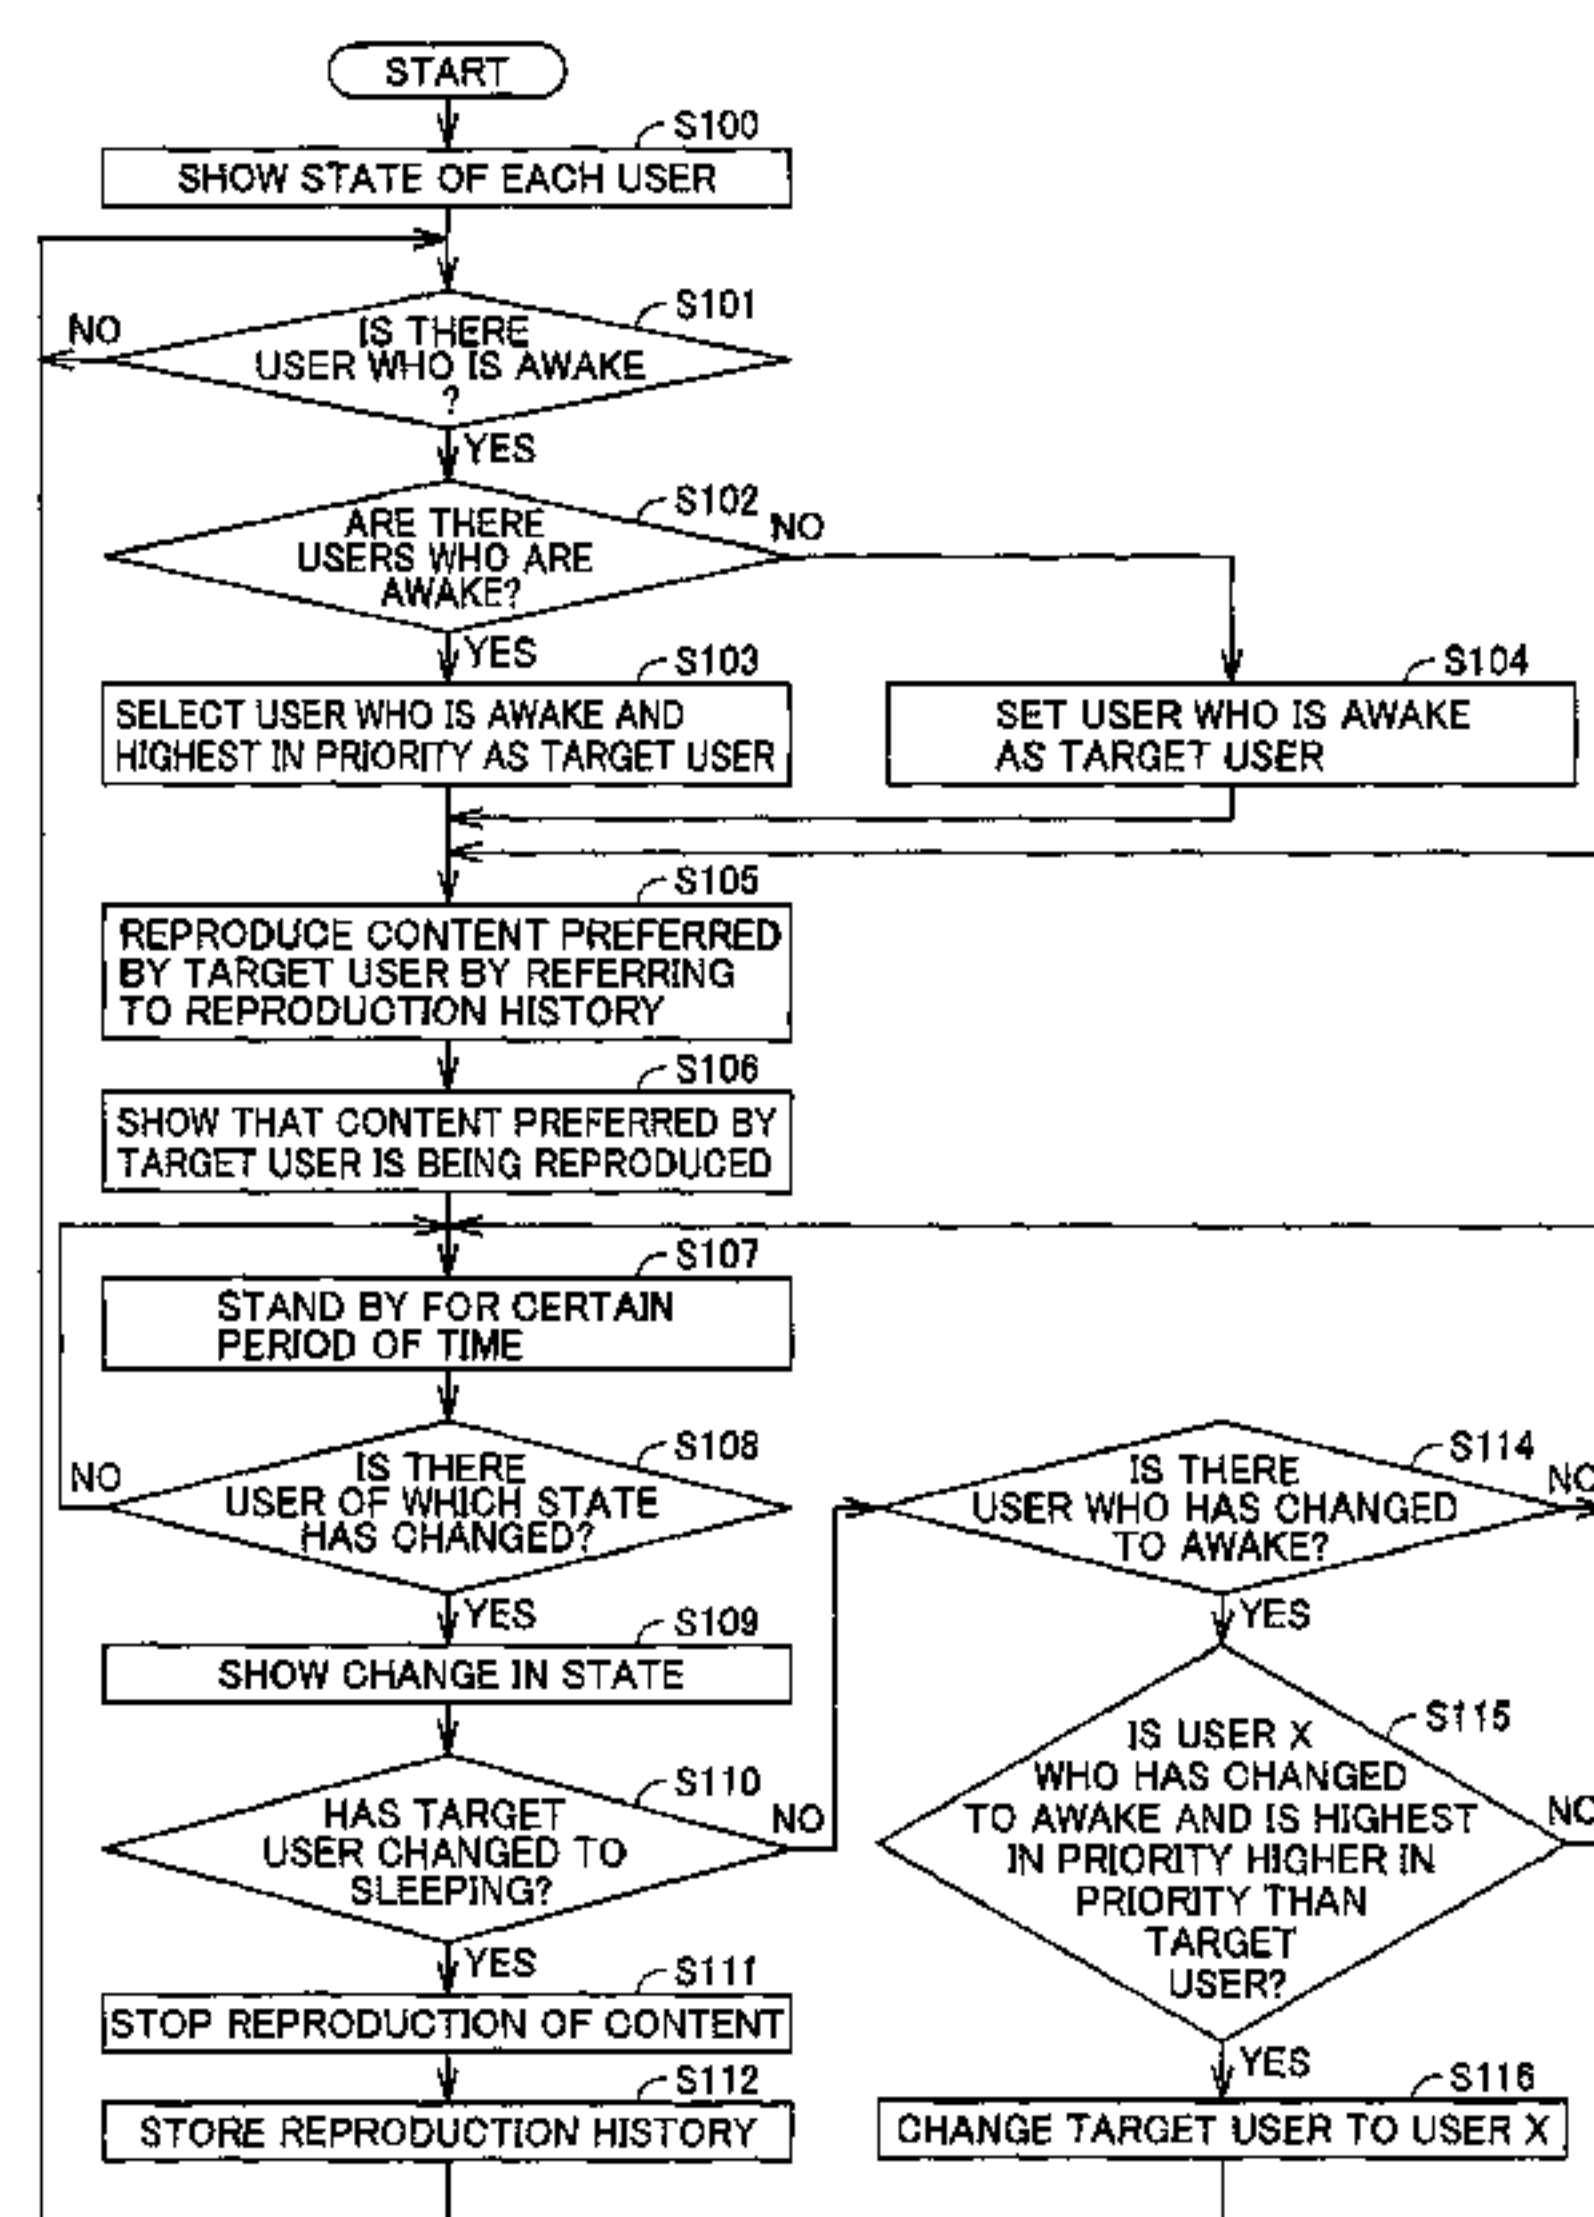 START
S100
SHOW STATE OF EACH USER
S101
NO
IS THERE
USER WHO IS AWAKE
?
YES
S102
ARE THERE
USERS WHO ARE
AWAKE?
NO
YES
S103
SELECT USER WHO IS AWAKE AND
HIGHEST IN PRIORITY AS TARGET USER
S104
SET USER WHO IS AWAKE
AS TARGET USER
S105
REPRODUCE CONTENT PREFERRED
BY TARGET USER BY REFERRING
TO REPRODUCTION HISTORY
S106
SHOW THAT CONTENT PREFERRED BY
TARGET USER IS BEING REPRODUCED
S107
STAND BY FOR CERTAIN
PERIOD OF TIME
S108
NO
IS THERE
USER OF WHICH STATE
HAS CHANGED?
YES
S109
SHOW CHANGE IN STATE
S110
HAS TARGET
USER CHANGED TO
SLEEPING?
NO
YES
S111
STOP REPRODUCTION OF CONTENT
S112
STORE REPRODUCTION HISTORY
S114
IS THERE
USER WHO HAS CHANGED
TO AWAKE?
NO
YES
S115
IS USER X
WHO HAS CHANGED
TO AWAKE AND IS HIGHEST
IN PRIORITY HIGHER IN
PRIORITY THAN
TARGET
USER?
NO
YES
S116
CHANGE TARGET USER TO USER X